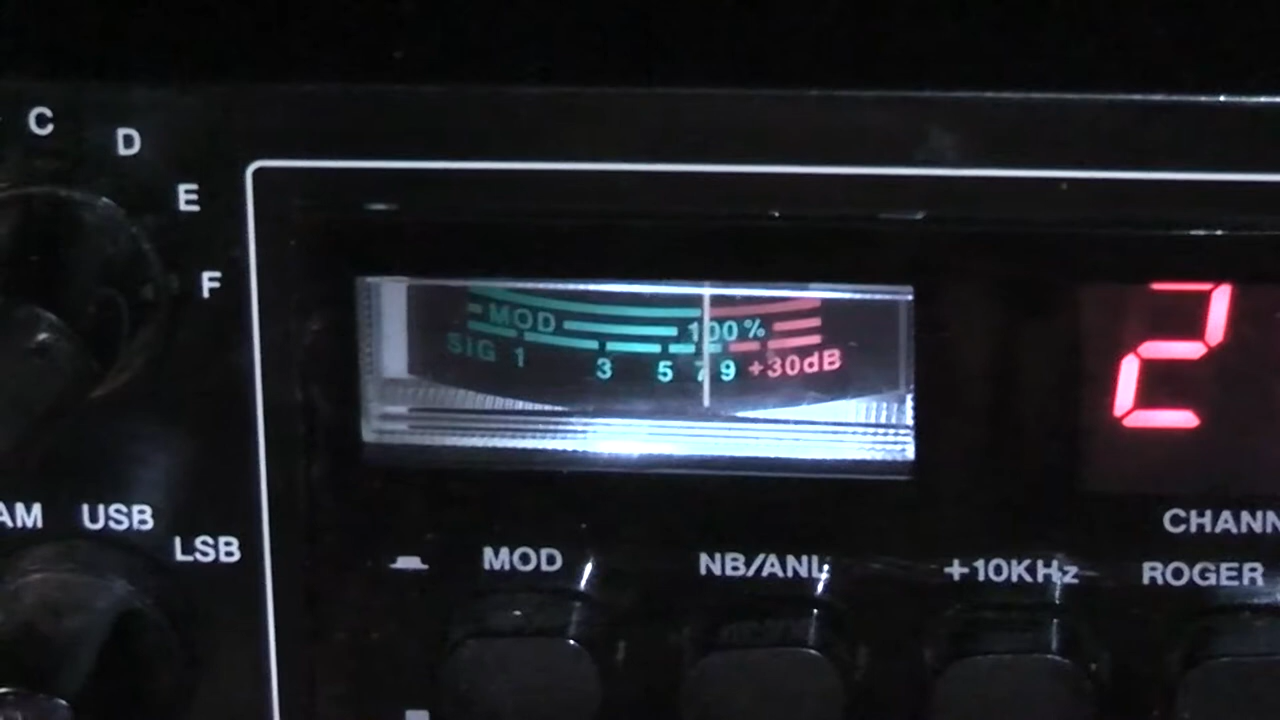 C
D
E
F
MOD 100%
SIG 1 3 5 7 9 +30dB
2
AM USB
LSB
CHANN
MOD NB/ANL +10KHz ROGER